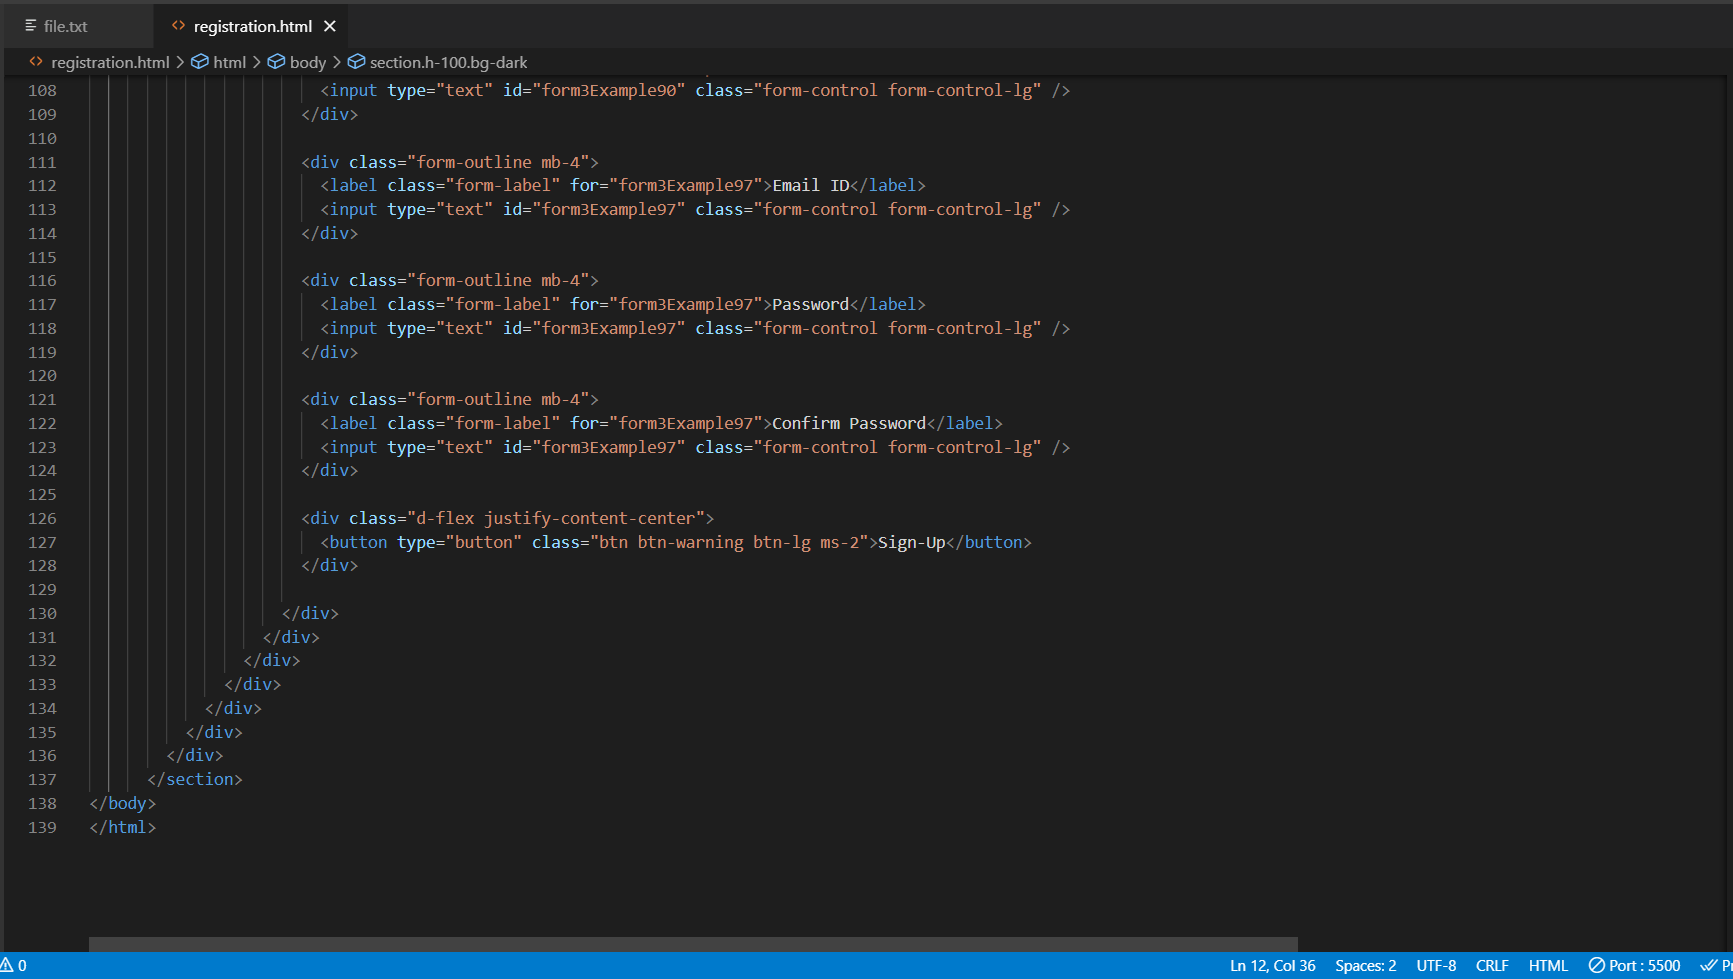 file.txt
registration.html
registration.html > html > body > section.h-100.bg-dark
108 <input type="text" id="form3Example90" class="form-control form-control-lg" />
109 </div>
110
111 <div class="form-outline mb-4">
112 <label class="form-label" for="form3Example97">Email ID</label>
113 <input type="text" id="form3Example97" class="form-control form-control-lg" />
114 </div>
115
116 <div class="form-outline mb-4">
117 <label class="form-label" for="form3Example97">Password</label>
118 <input type="text" id="form3Example97" class="form-control form-control-lg" />
119 </div>
120
121 <div class="form-outline mb-4">
122 <label class="form-label" for="form3Example97">Confirm Password</label>
123 <input type="text" id="form3Example97" class="form-control form-control-lg" />
124 </div>
125
126 <div class="d-flex justify-content-center">
127 <button type="button" class="btn btn-warning btn-lg ms-2">Sign-Up</button>
128 </div>
129
130 </div>
131 </div>
132 </div>
133 </div>
134 </div>
135 </div>
136 </div>
137 </section>
138 </body>
139 </html>
0 Ln 12, Col 36 Spaces: 2 UTF-8 CRLF HTML Port : 5500